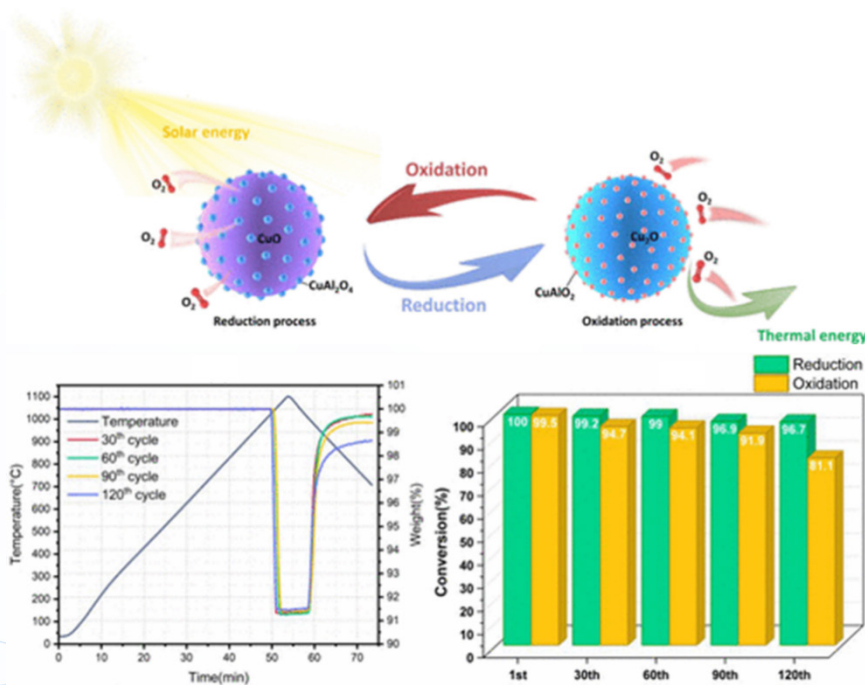 Solar energy
O₂
O₂
O₂
CuO
CuAl₂O₄
Reduction process
Oxidation
Reduction
O₂
O₂
O₂
Cu₂O
CuAlO₂
Oxidation process
Thermal energy
Temperature(°C)
1100
1000
900
800
700
600
500
400
300
200
100
0
Temperature
30th cycle
60th cycle
90th cycle
120th cycle
101
100
99
98
97
96
95
94
93
92
91
90
Weight(%)
0 10 20 30 40 50 60 70
Time(min)
Reduction
Oxidation
Conversion(%)
100
90
80
70
60
50
40
30
20
10
0
100 99.5 99.2 94.7 99 94.1 96.9 91.9 96.7 81.1
1st 30th 60th 90th 120th